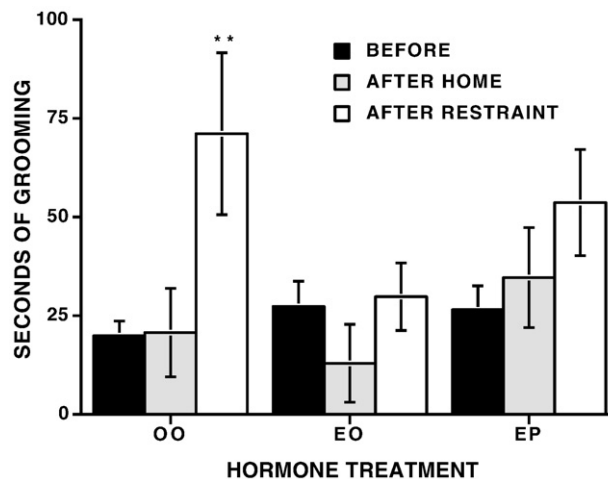 100
75
50
25
0
SECONDS OF GROOMING
**
BEFORE
AFTER HOME
AFTER RESTRAINT
OO
EO
EP
HORMONE TREATMENT